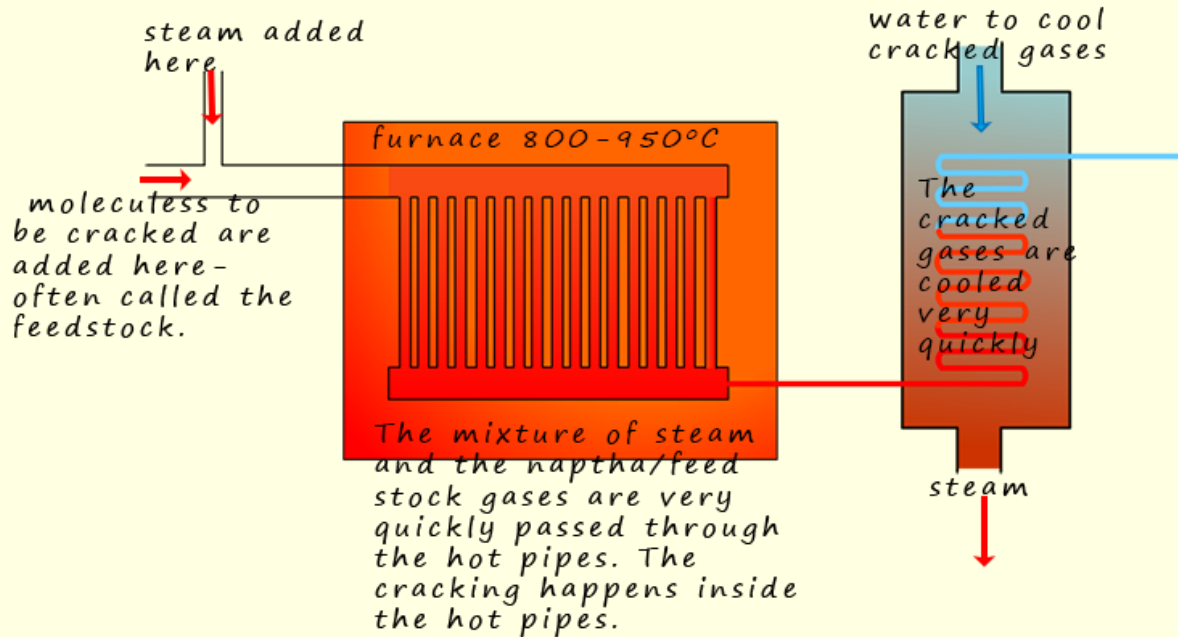 steam added
here
moleculess to
be cracked are
added here-
often called the
feedstock.
furnace 800-950°C
The mixture of steam
and the naptha/feed
stock gases are very
quickly passed through
the hot pipes. The
cracking happens inside
the hot pipes.
water to cool
cracked gases
The
cracked
gases are
cooled
very
quickly
steam